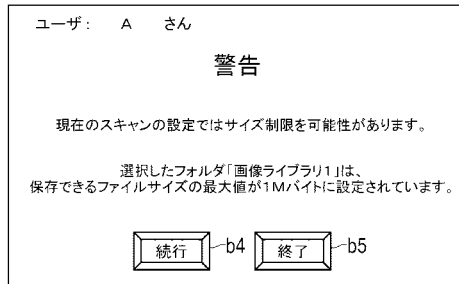 ユーザ： A さん
警告
現在のスキャンの設定ではサイズ制限を可能性があります。
選択したフォルダ「画像ライブラリ1」は、
保存できるファイルサイズの最大値が1Mバイトに設定されています。
続行 b4 終了 b5